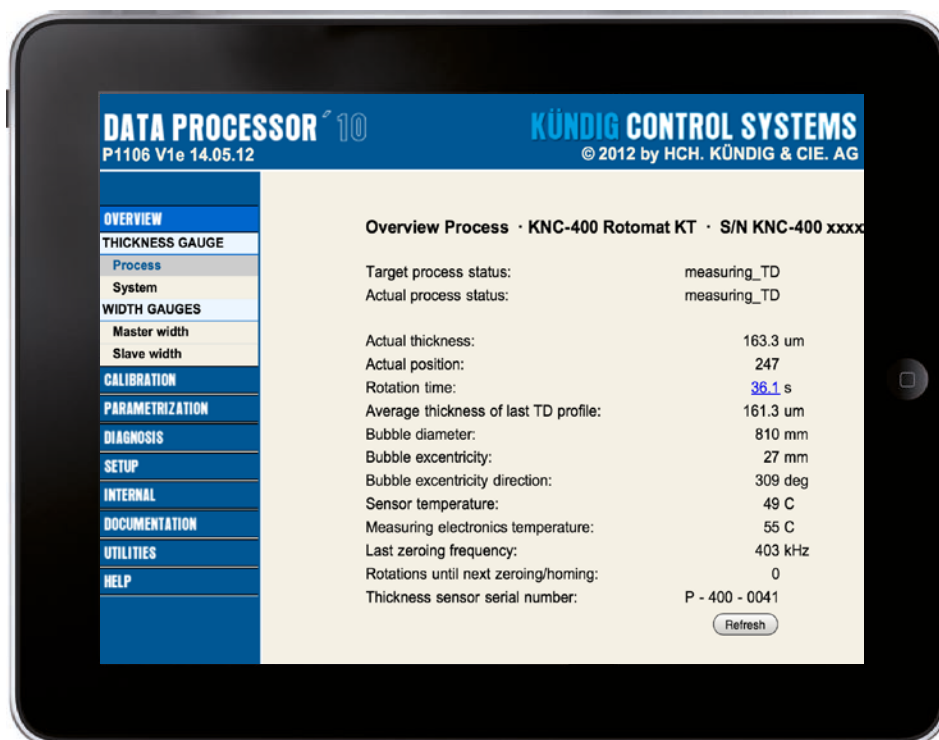 DATA PROCESSOR´10
P1106 V1e 14.05.12
KÜNDIG CONTROL SYSTEMS
© 2012 by HCH. KÜNDIG & CIE. AG
OVERVIEW
THICKNESS GAUGE
Process
System
WIDTH GAUGES
Master width
Slave width
CALIBRATION
PARAMETRIZATION
DIAGNOSIS
SETUP
INTERNAL
DOCUMENTATION
UTILITIES
HELP
Overview Process · KNC-400 Rotomat KT · S/N KNC-400 xxxx
Target process status: measuring_TD
Actual process status: measuring_TD
Actual thickness: 163.3 um
Actual position: 247
Rotation time: 36.1 s
Average thickness of last TD profile: 161.3 um
Bubble diameter: 810 mm
Bubble excentricity: 27 mm
Bubble excentricity direction: 309 deg
Sensor temperature: 49 C
Measuring electronics temperature: 55 C
Last zeroing frequency: 403 kHz
Rotations until next zeroing/homing: 0
Thickness sensor serial number: P - 400 - 0041
Refresh